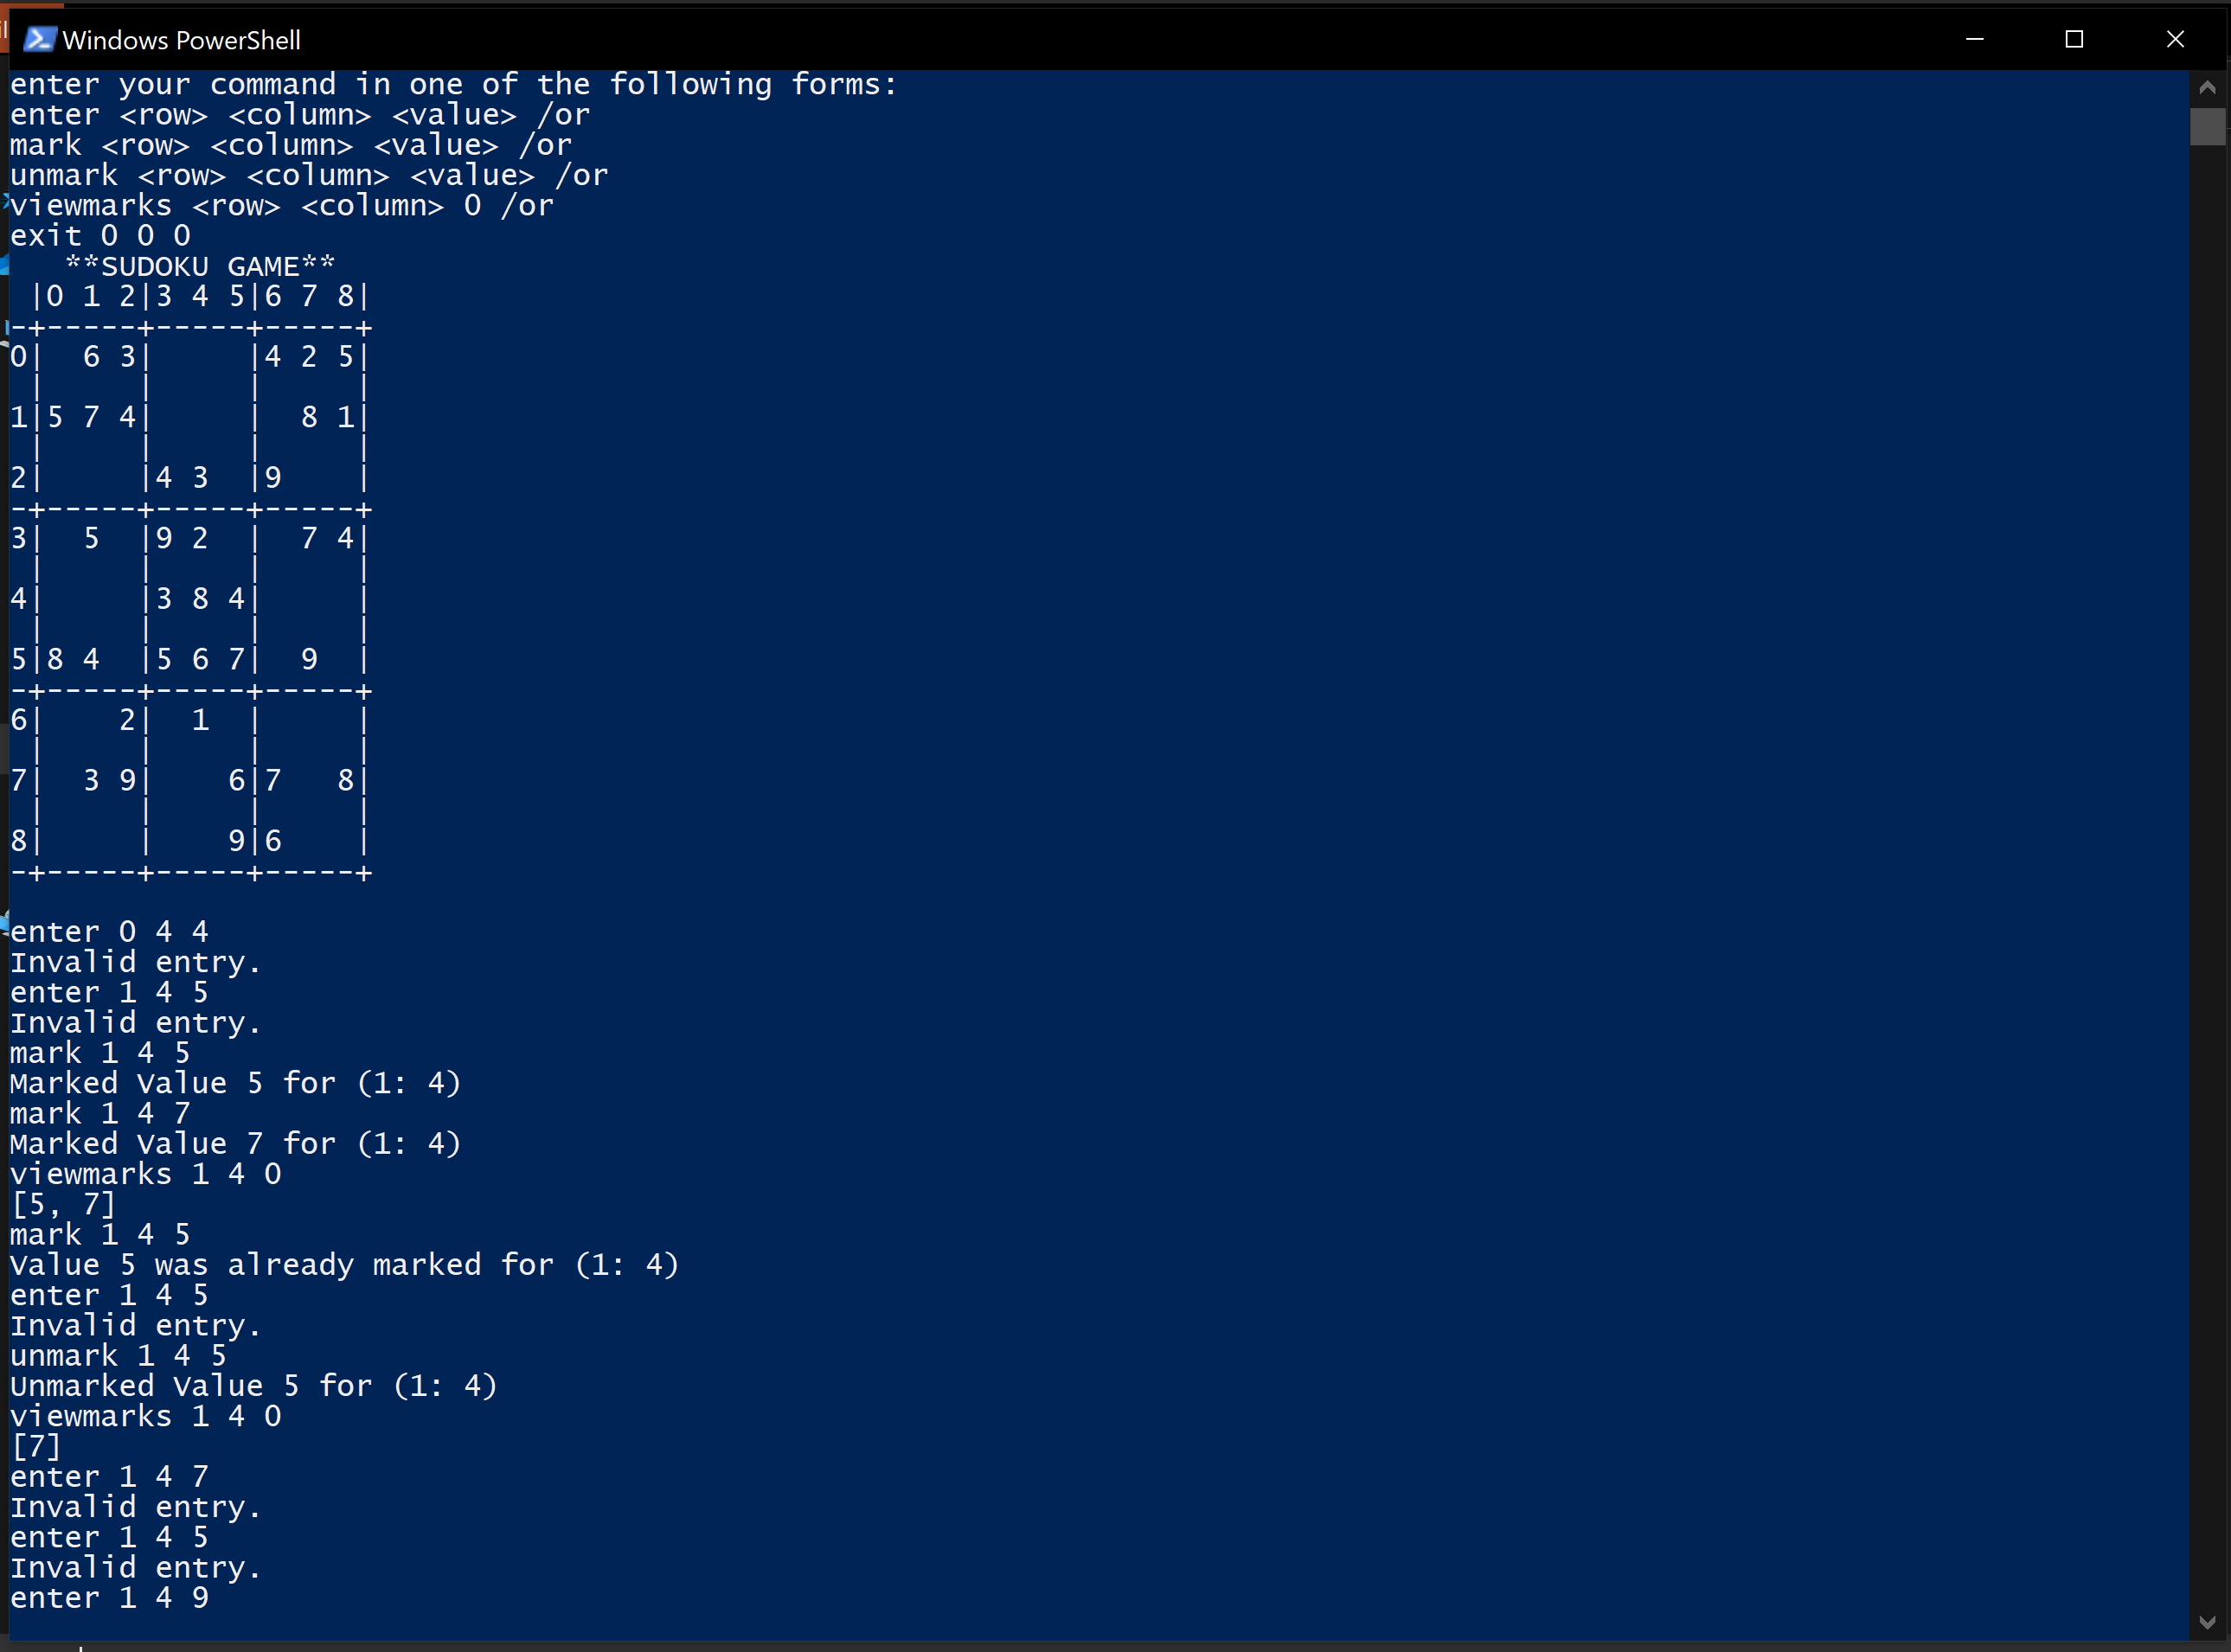 Windows PowerShell
enter your command in one of the following forms:
enter <row> <column> <value> /or
mark <row> <column> <value> /or
unmark <row> <column> <value> /or
viewmarks <row> <column> 0 /or
exit 0 0 0
   **SUDOKU GAME**
 |0 1 2|3 4 5|6 7 8|
-+-----+-----+-----+
0|  6 3|     |4 2 5|
 |     |     |     |
1|5 7 4|     |  8 1|
 |     |     |     |
2|     |4 3  |9    |
-+-----+-----+-----+
3|  5  |9 2  |  7 4|
 |     |     |     |
4|     |3 8 4|     |
 |     |     |     |
5|8 4  |5 6 7|  9  |
-+-----+-----+-----+
6|    2|  1  |     |
 |     |     |     |
7|  3 9|    6|7   8|
 |     |     |     |
8|     |    9|6    |
-+-----+-----+-----+
enter 0 4 4
Invalid entry.
enter 1 4 5
Invalid entry.
mark 1 4 5
Marked Value 5 for (1: 4)
mark 1 4 7
Marked Value 7 for (1: 4)
viewmarks 1 4 0
[5, 7]
mark 1 4 5
Value 5 was already marked for (1: 4)
enter 1 4 5
Invalid entry.
unmark 1 4 5
Unmarked Value 5 for (1: 4)
viewmarks 1 4 0
[7]
enter 1 4 7
Invalid entry.
enter 1 4 5
Invalid entry.
enter 1 4 9